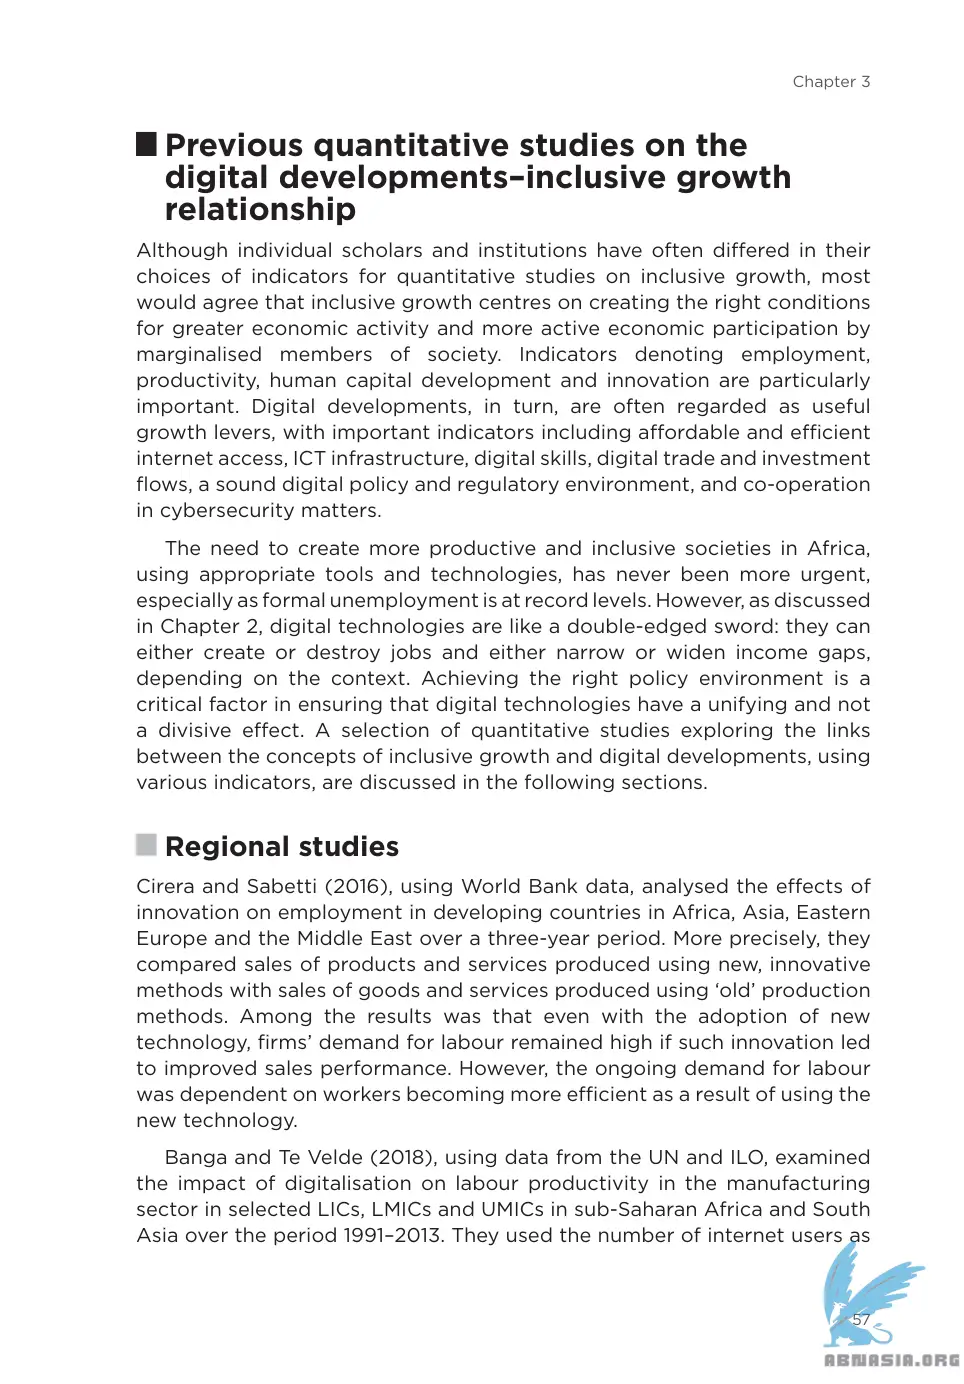 Chapter 3
Previous quantitative studies on the
digital developments–inclusive growth
relationship
Although individual scholars and institutions have often differed in their
choices of indicators for quantitative studies on inclusive growth, most
would agree that inclusive growth centres on creating the right conditions
for greater economic activity and more active economic participation by
marginalised members of society. Indicators denoting employment,
productivity, human capital development and innovation are particularly
important. Digital developments, in turn, are often regarded as useful
growth levers, with important indicators including affordable and efficient
internet access, ICT infrastructure, digital skills, digital trade and investment
flows, a sound digital policy and regulatory environment, and co-operation
in cybersecurity matters.
The need to create more productive and inclusive societies in Africa,
using appropriate tools and technologies, has never been more urgent,
especially as formal unemployment is at record levels. However, as discussed
in Chapter 2, digital technologies are like a double-edged sword: they can
either create or destroy jobs and either narrow or widen income gaps,
depending on the context. Achieving the right policy environment is a
critical factor in ensuring that digital technologies have a unifying and not
a divisive effect. A selection of quantitative studies exploring the links
between the concepts of inclusive growth and digital developments, using
various indicators, are discussed in the following sections.
Regional studies
Cirera and Sabetti (2016), using World Bank data, analysed the effects of
innovation on employment in developing countries in Africa, Asia, Eastern
Europe and the Middle East over a three-year period. More precisely, they
compared sales of products and services produced using new, innovative
methods with sales of goods and services produced using ‘old’ production
methods. Among the results was that even with the adoption of new
technology, firms’ demand for labour remained high if such innovation led
to improved sales performance. However, the ongoing demand for labour
was dependent on workers becoming more efficient as a result of using the
new technology.
Banga and Te Velde (2018), using data from the UN and ILO, examined
the impact of digitalisation on labour productivity in the manufacturing
sector in selected LICs, LMICs and UMICs in sub-Saharan Africa and South
Asia over the period 1991–2013. They used the number of internet users as
57
ABNASIA.ORG